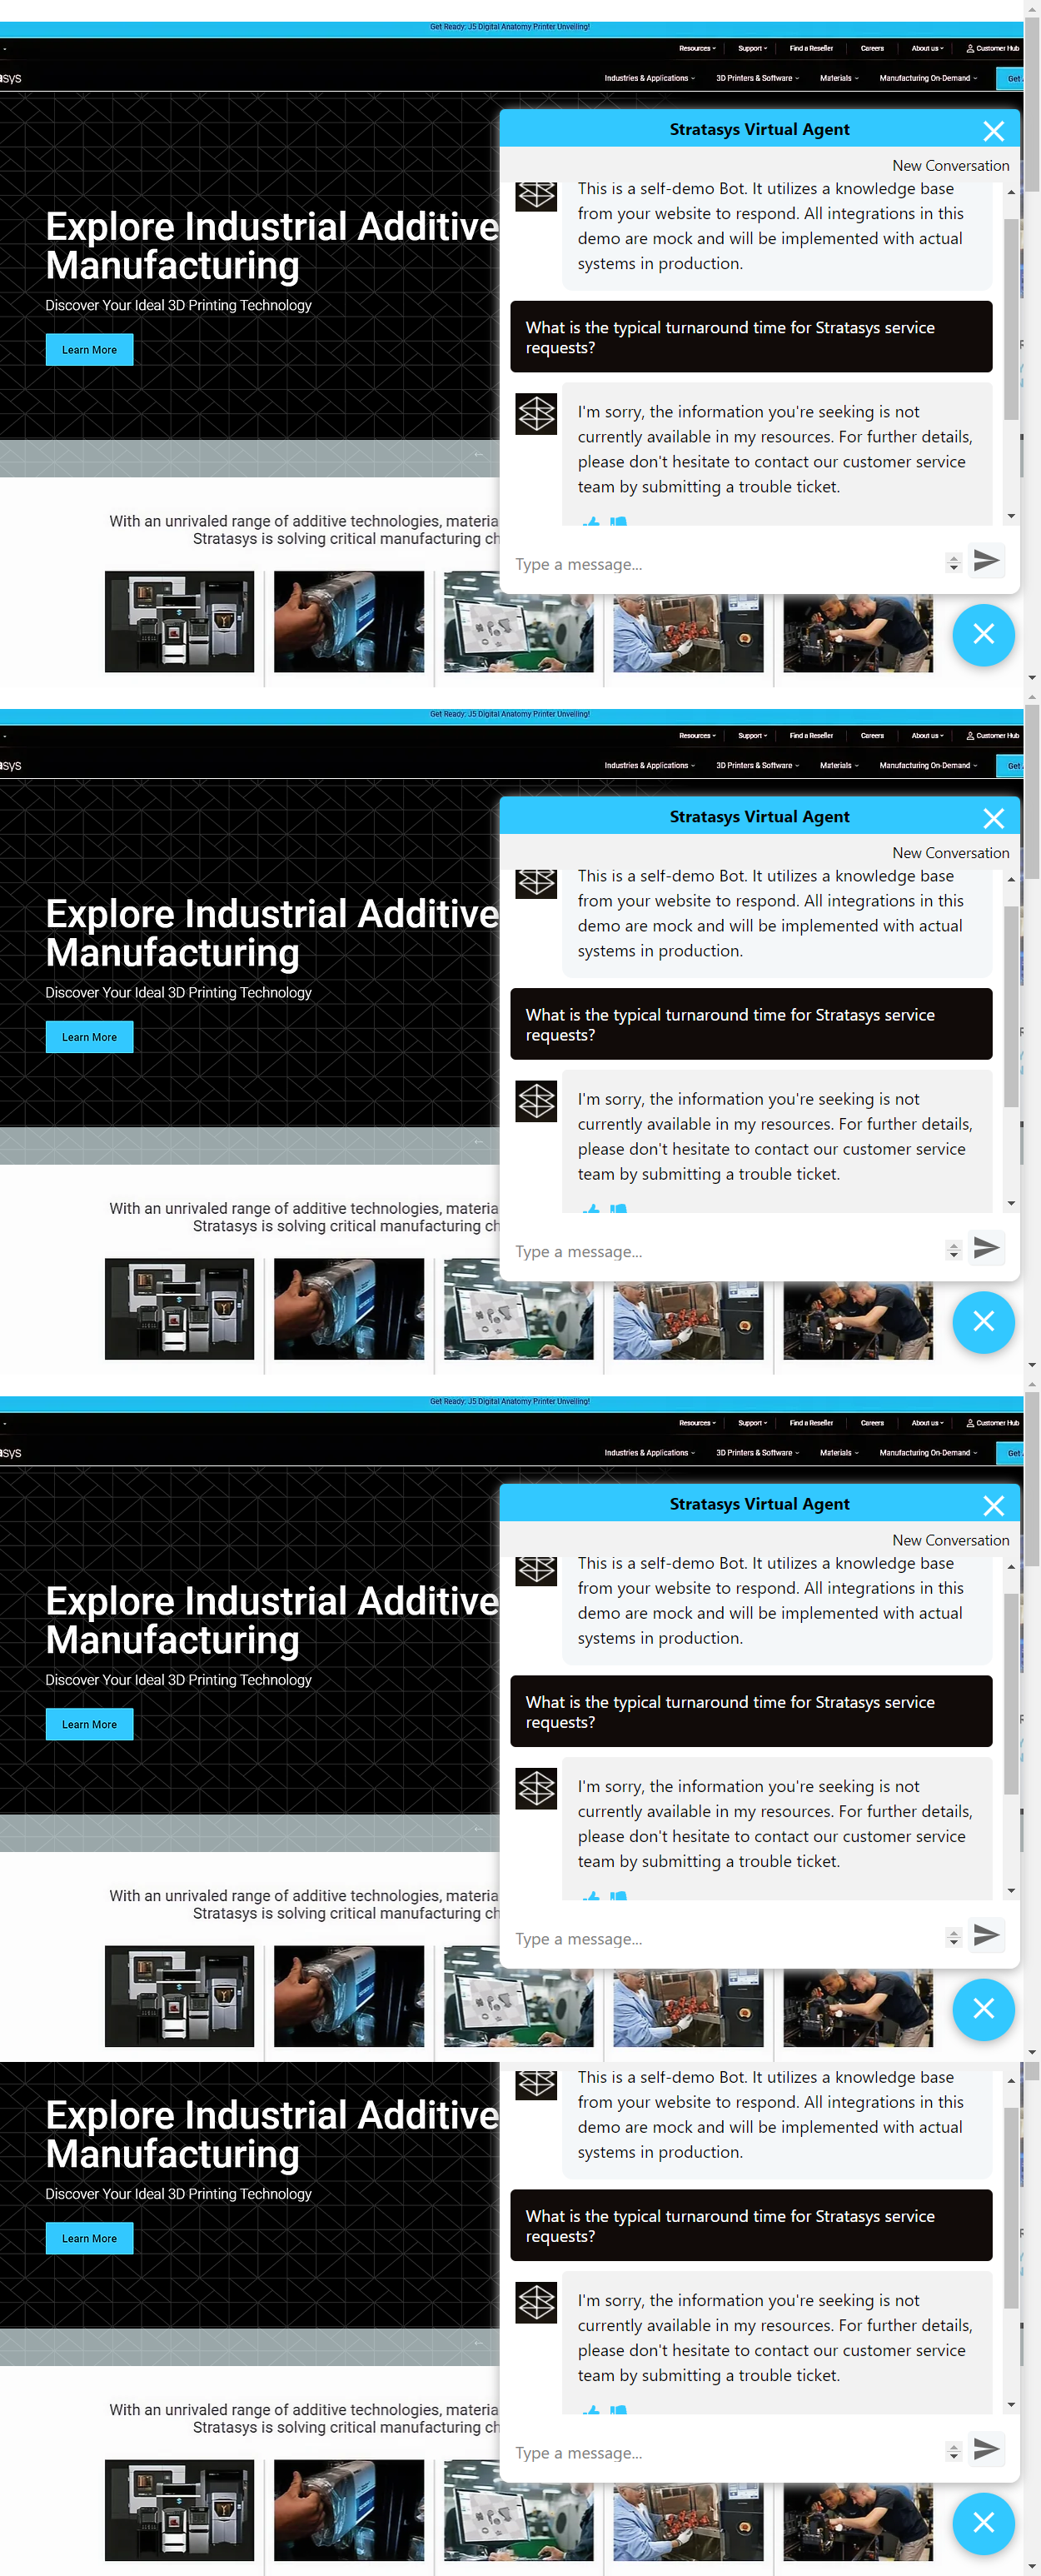 Get Ready: J5 Digital Anatomy Printer Unveiling!
Resources Support Find a Reseller Careers About us Customer Hub
asys Industries & Applications 3D Printers & Software Materials Manufacturing On-Demand Get
Stratasys Virtual Agent
New Conversation
This is a self-demo Bot. It utilizes a knowledge base
from your website to respond. All integrations in this
demo are mock and will be implemented with actual
systems in production.
What is the typical turnaround time for Stratasys service
requests?
I'm sorry, the information you're seeking is not
currently available in my resources. For further details,
please don't hesitate to contact our customer service
team by submitting a trouble ticket.
Type a message...
Explore Industrial Additive
Manufacturing
Discover Your Ideal 3D Printing Technology
Learn More
With an unrivaled range of additive technologies, materia
Stratasys is solving critical manufacturing ch
Get Ready: J5 Digital Anatomy Printer Unveiling!
Resources Support Find a Reseller Careers About us Customer Hub
asys Industries & Applications 3D Printers & Software Materials Manufacturing On-Demand Get
Stratasys Virtual Agent
New Conversation
This is a self-demo Bot. It utilizes a knowledge base
from your website to respond. All integrations in this
demo are mock and will be implemented with actual
systems in production.
What is the typical turnaround time for Stratasys service
requests?
I'm sorry, the information you're seeking is not
currently available in my resources. For further details,
please don't hesitate to contact our customer service
team by submitting a trouble ticket.
Type a message...
Explore Industrial Additive
Manufacturing
Discover Your Ideal 3D Printing Technology
Learn More
With an unrivaled range of additive technologies, materia
Stratasys is solving critical manufacturing ch
Get Ready: J5 Digital Anatomy Printer Unveiling!
Resources Support Find a Reseller Careers About us Customer Hub
asys Industries & Applications 3D Printers & Software Materials Manufacturing On-Demand Get
Stratasys Virtual Agent
New Conversation
This is a self-demo Bot. It utilizes a knowledge base
from your website to respond. All integrations in this
demo are mock and will be implemented with actual
systems in production.
What is the typical turnaround time for Stratasys service
requests?
I'm sorry, the information you're seeking is not
currently available in my resources. For further details,
please don't hesitate to contact our customer service
team by submitting a trouble ticket.
Type a message...
Explore Industrial Additive
Manufacturing
Discover Your Ideal 3D Printing Technology
Learn More
With an unrivaled range of additive technologies, materia
Stratasys is solving critical manufacturing ch
This is a self-demo Bot. It utilizes a knowledge base
from your website to respond. All integrations in this
demo are mock and will be implemented with actual
systems in production.
What is the typical turnaround time for Stratasys service
requests?
I'm sorry, the information you're seeking is not
currently available in my resources. For further details,
please don't hesitate to contact our customer service
team by submitting a trouble ticket.
Type a message...
Explore Industrial Additive
Manufacturing
Discover Your Ideal 3D Printing Technology
Learn More
With an unrivaled range of additive technologies, materia
Stratasys is solving critical manufacturing ch